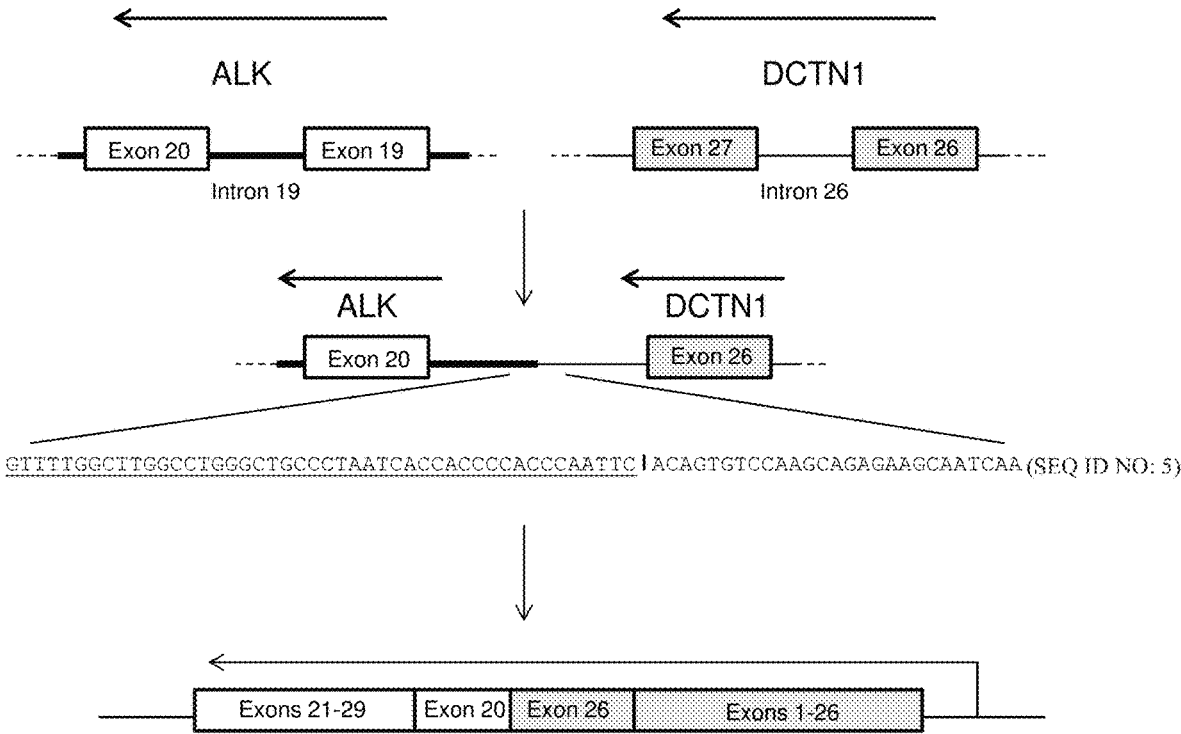 ALK DCTN1
Exon 20 Exon 19 Exon 27 Exon 26
Intron 19 Intron 26
ALK DCTN1
Exon 20 Exon 26
GTTTTGGCTTGGCCTGGGCTGCCCTAATCACCACCCCACCCAATTC ACAGTGTCCAAGCAGAGAAGCAATCAA (SEQ ID NO: 5)
Exons 21-29 Exon 20 Exon 26 Exons 1-26